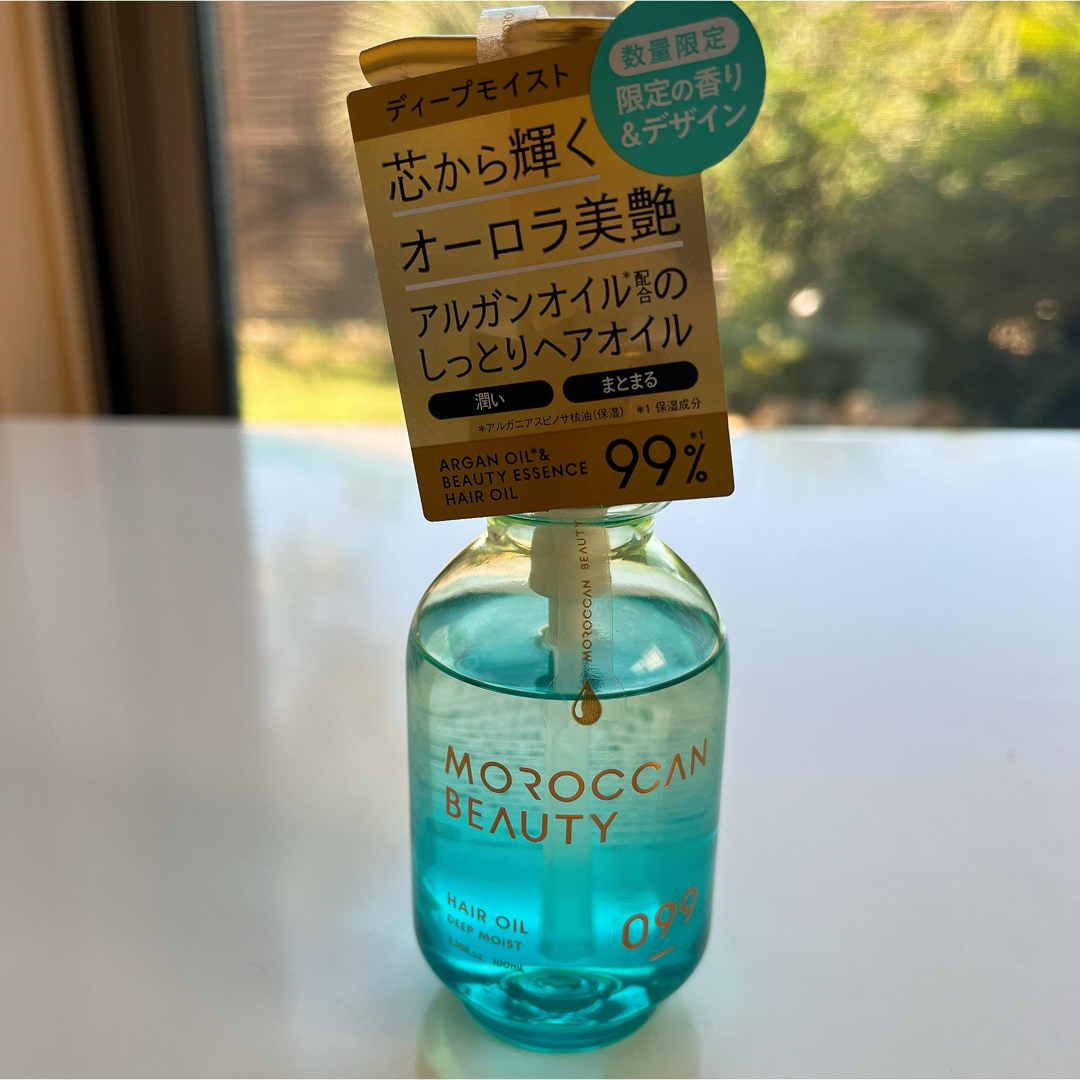 数量限定
限定の香り
&デザイン
ディープモイスト
芯から輝く
オーロラ美艶
アルガンオイル*配合の
しっとりヘアオイル
潤い まとまる
*アルガニアスピノサ核油(保湿) *1 保湿成分
ARGAN OIL*&
BEAUTY ESSENCE
HAIR OIL
99%*1
MOROCCAN BEAUTY
MOROCCAN
BEAUTY
HAIR OIL
DEEP MOIST
100mL
099